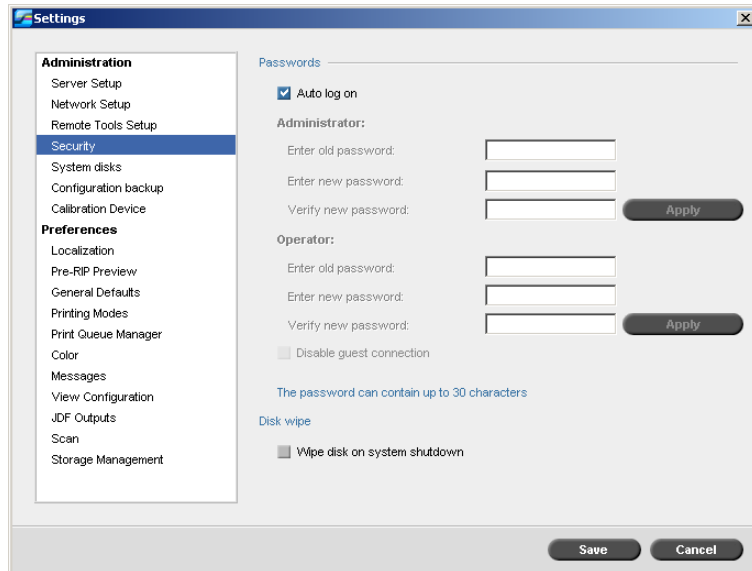 Settings
Administration
Server Setup
Network Setup
Remote Tools Setup
Security
System disks
Configuration backup
Calibration Device
Preferences
Localization
Pre-RIP Preview
General Defaults
Printing Modes
Print Queue Manager
Color
Messages
View Configuration
JDF Outputs
Scan
Storage Management
Passwords
Auto log on
Administrator:
Enter old password:
Enter new password:
Verify new password:
Apply
Operator:
Enter old password:
Enter new password:
Verify new password:
Apply
Disable guest connection
The password can contain up to 30 characters
Disk wipe
Wipe disk on system shutdown
Save
Cancel